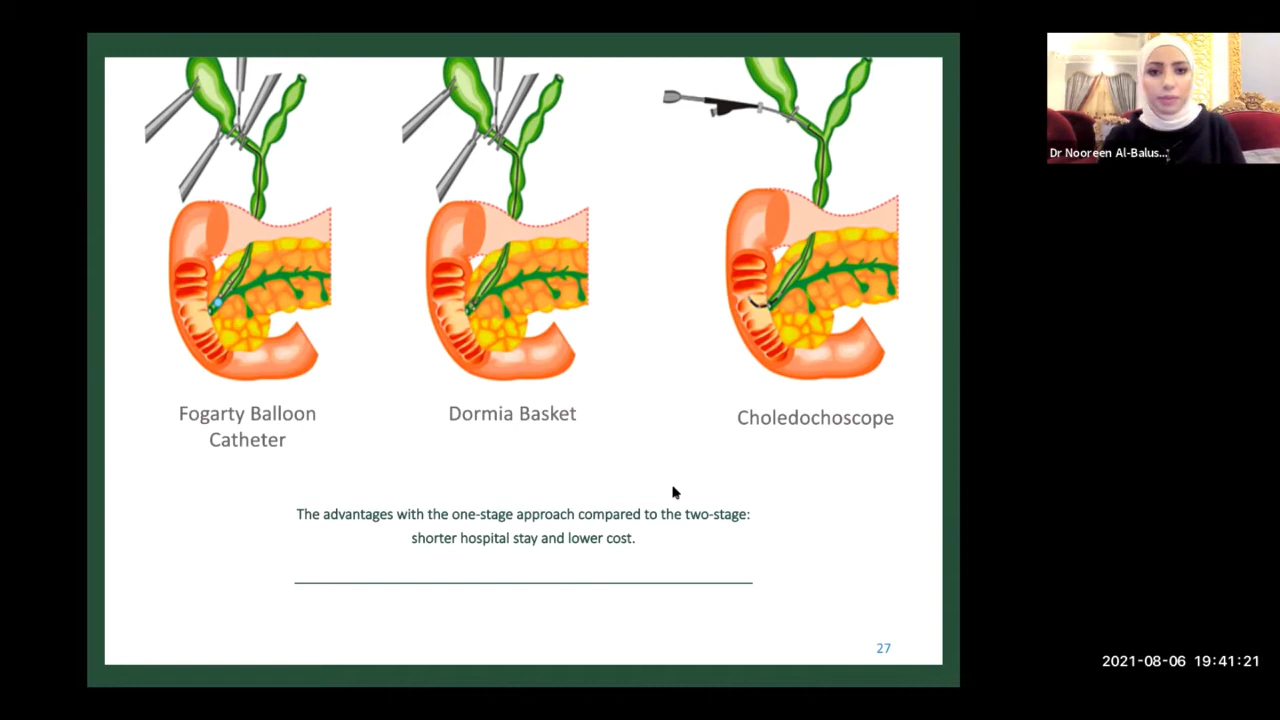 Dr Nooreen Al-Balus...
Fogarty Balloon
Catheter
Dormia Basket
Choledochoscope
The advantages with the one-stage approach compared to the two-stage:
shorter hospital stay and lower cost.
27
2021-08-06 19:41:21